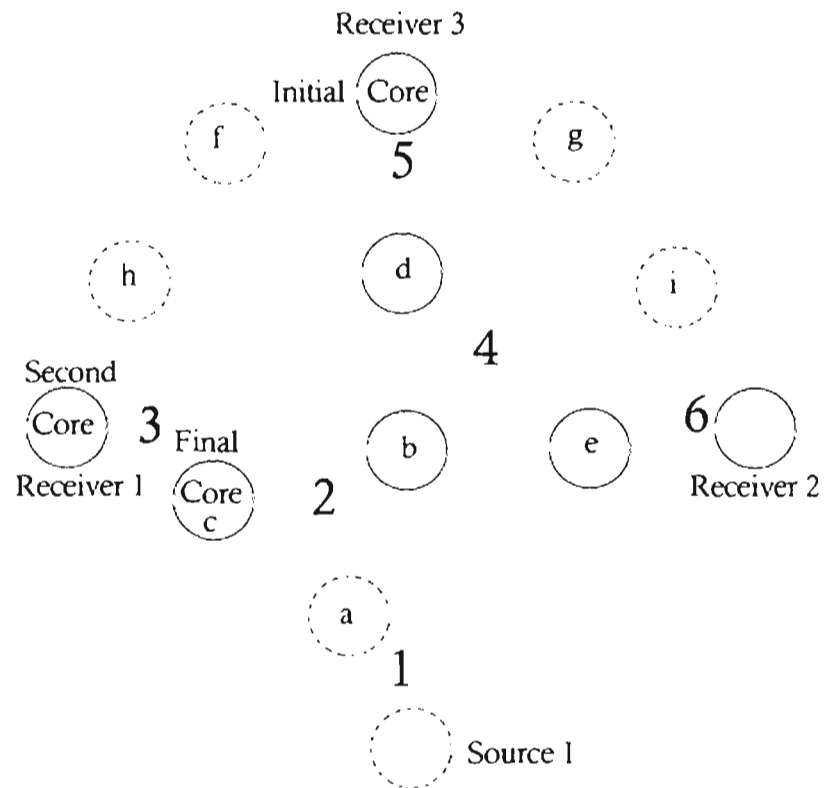 Receiver 3
Initial Core
f
g
5
h
d
i
4
Second
Core
3
Final
6
b
e
Receiver 1
Core
c
2
Receiver 2
a
1
Source 1